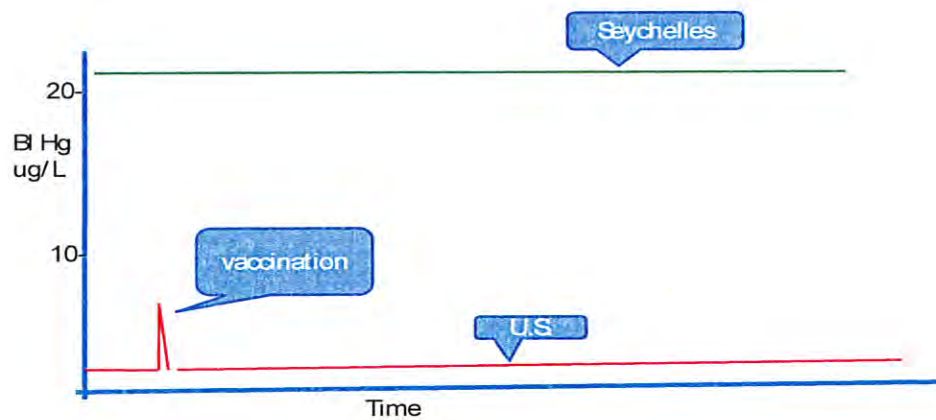 Seychelles
20-
Bl Hg
ug/L
vaccination
10-
U.S.
Time